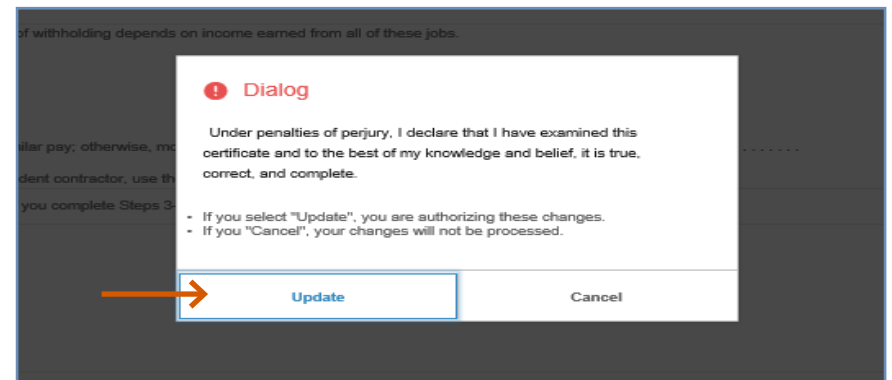 of withholding depends on income earned from all of these jobs.
Dialog
Under penalties of perjury, I declare that I have examined this
certificate and to the best of my knowledge and belief, it is true,
correct, and complete.
ilar pay; otherwise, mo
dent contractor, use th
you complete Steps 3-
- If you select "Update", you are authorizing these changes.
- If you "Cancel", your changes will not be processed.
Update
Cancel